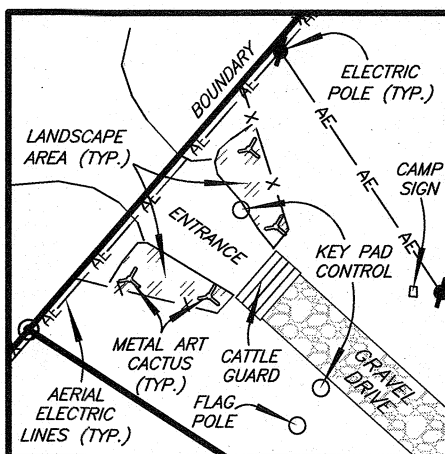 BOUNDARY
ELECTRIC
POLE (TYP.)
LANDSCAPE
AREA (TYP.)
AE
AE
AE
AE
AE
AE
AE
X
X
X
CAMP
SIGN
ENTRANCE
KEY PAD
CONTROL
METAL ART
CACTUS
(TYP.)
CATTLE
GUARD
GRAVEL
DRIVE
AERIAL
ELECTRIC
LINES (TYP.)
FLAG
POLE